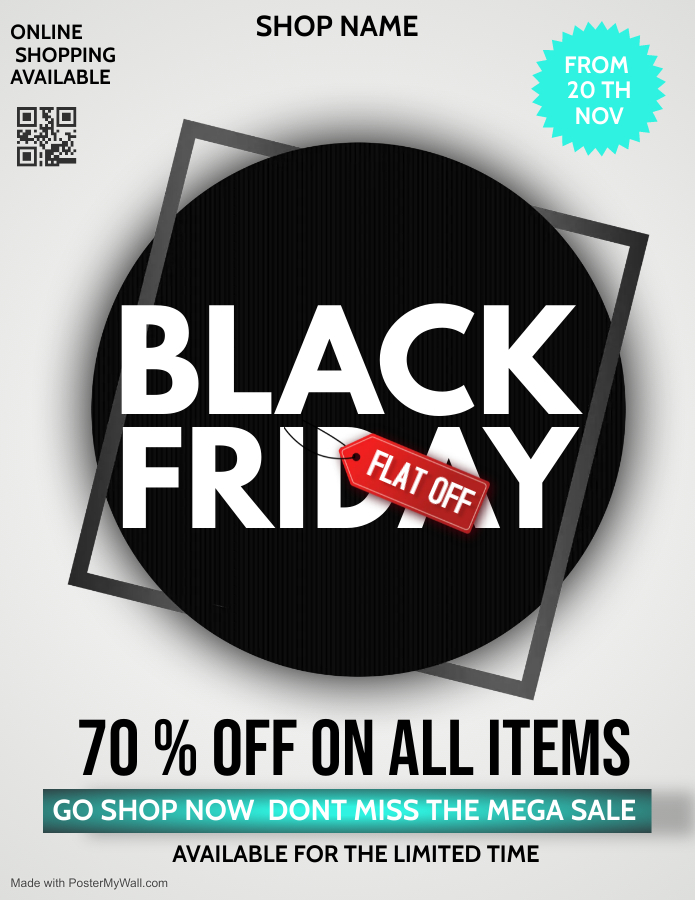 SHOP NAME
ONLINE
SHOPPING
AVAILABLE
FROM
20 TH
NOV
BLACK
FRIDAY
FLAT OFF
70 % OFF ON ALL ITEMS
GO SHOP NOW DONT MISS THE MEGA SALE
AVAILABLE FOR THE LIMITED TIME
Made with PosterMyWall.com